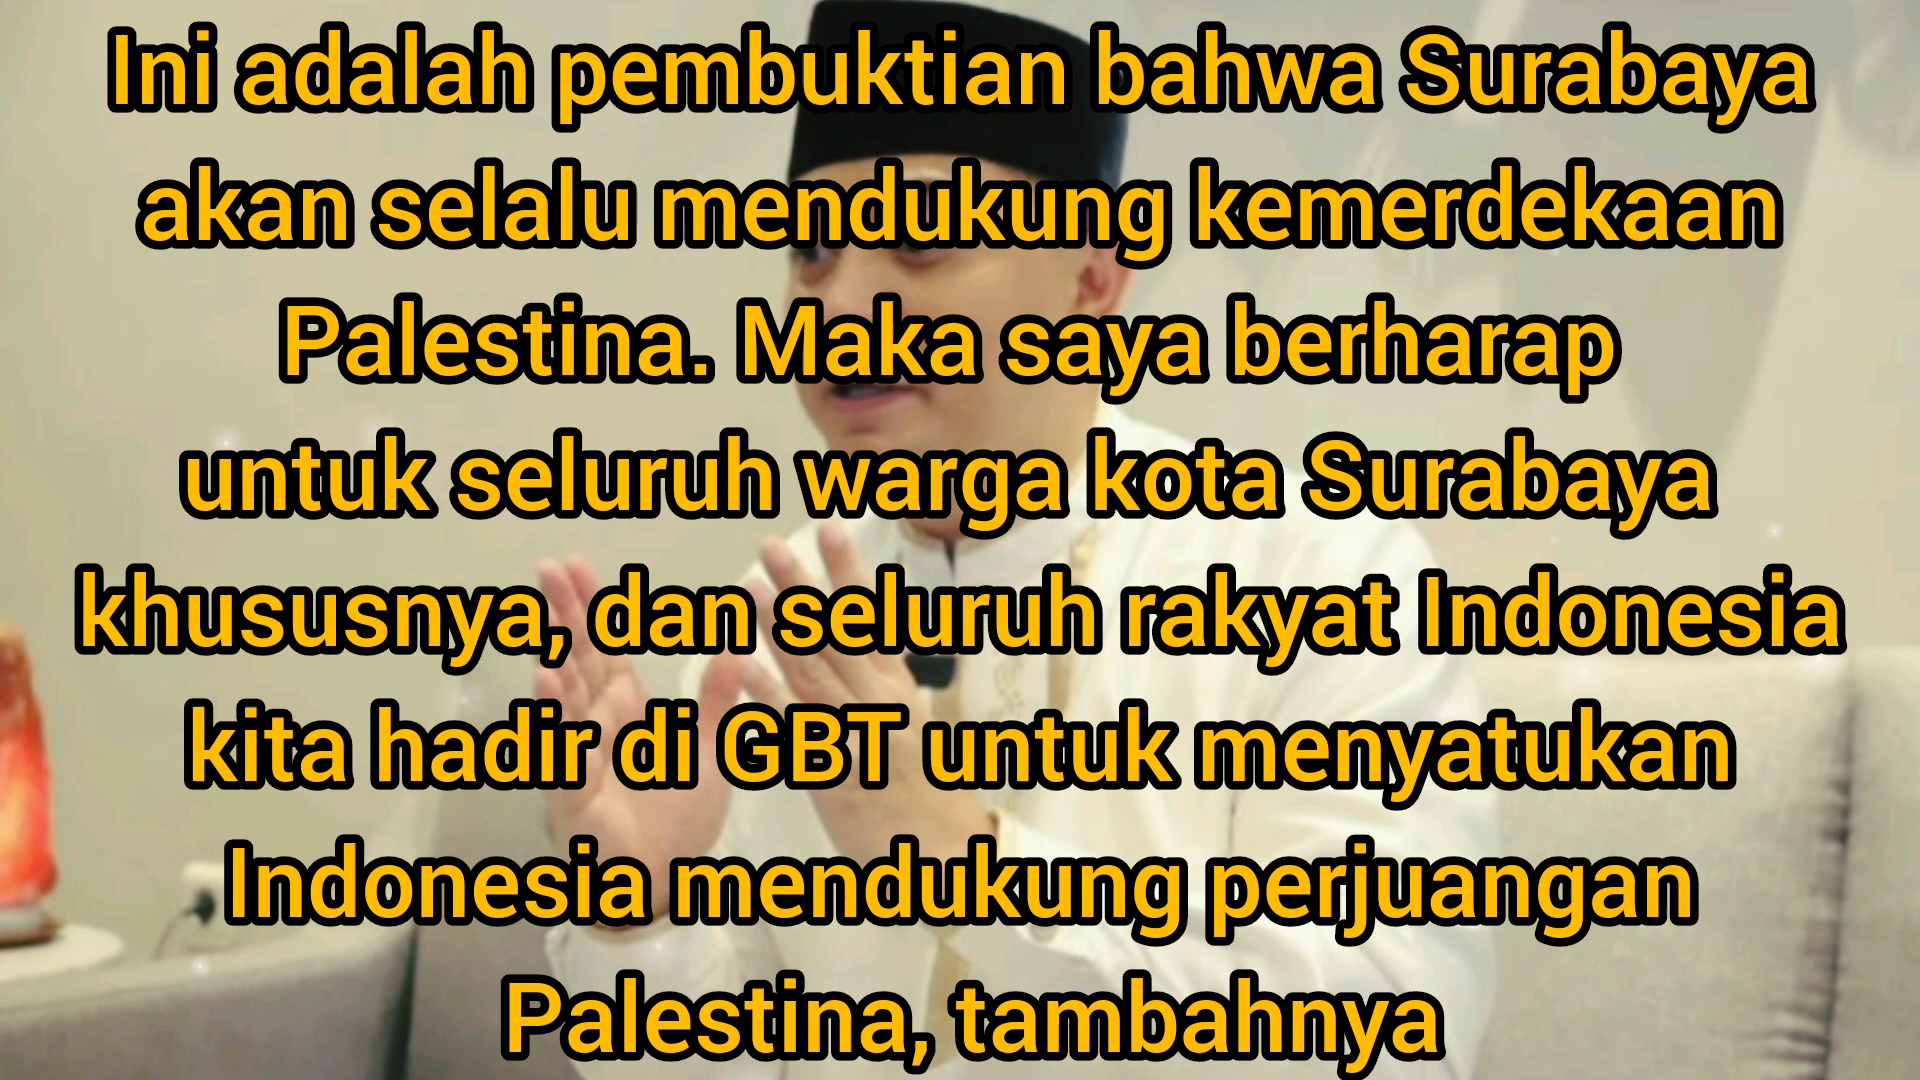 Ini adalah pembuktian bahwa Surabaya
akan selalu mendukung kemerdekaan
Palestina. Maka saya berharap
untuk seluruh warga kota Surabaya
khususnya, dan seluruh rakyat Indonesia
kita hadir di GBT untuk menyatukan
Indonesia mendukung perjuangan
Palestina, tambahnya